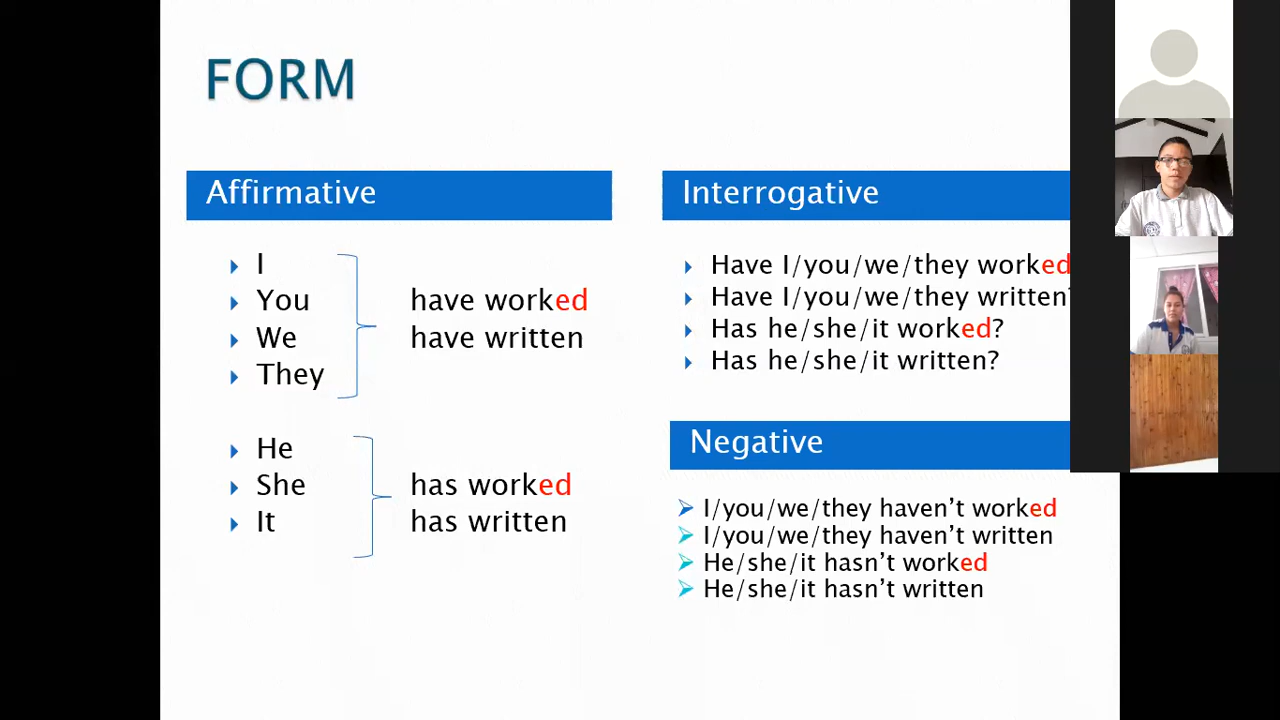 FORM
Affirmative
I
You
We
They
have worked
have written
He
She
It
has worked
has written
Interrogative
Have I/you/we/they worked
Have I/you/we/they written?
Has he/she/it worked?
Has he/she/it written?
Negative
I/you/we/they haven't worked
I/you/we/they haven't written
He/she/it hasn't worked
He/she/it hasn't written